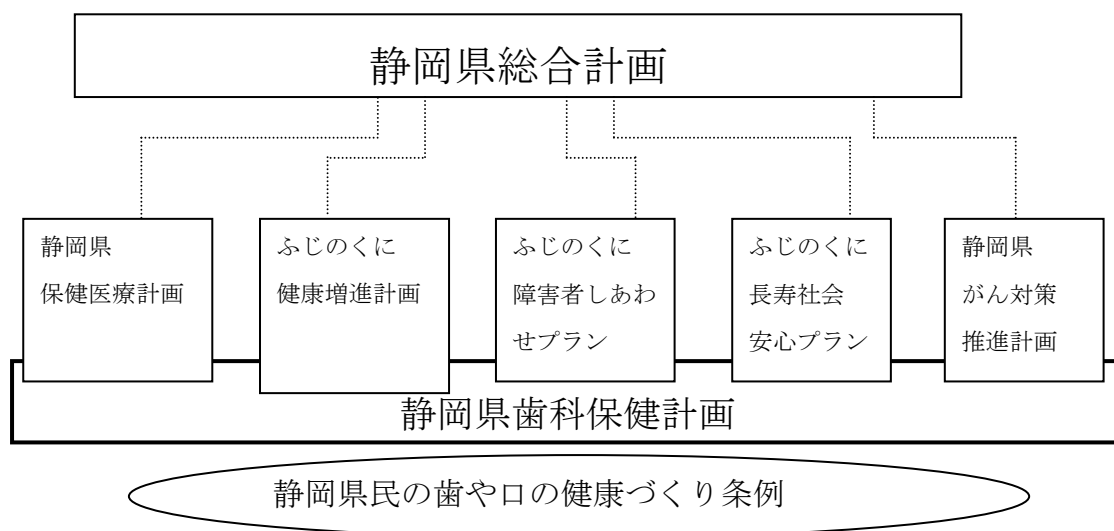 静岡県総合計画
静岡県
保健医療計画
ふじのくに
健康増進計画
ふじのくに
障害者しあわ
せプラン
ふじのくに
長寿社会
安心プラン
静岡県
がん対策
推進計画
静岡県歯科保健計画
静岡県民の歯や口の健康づくり条例